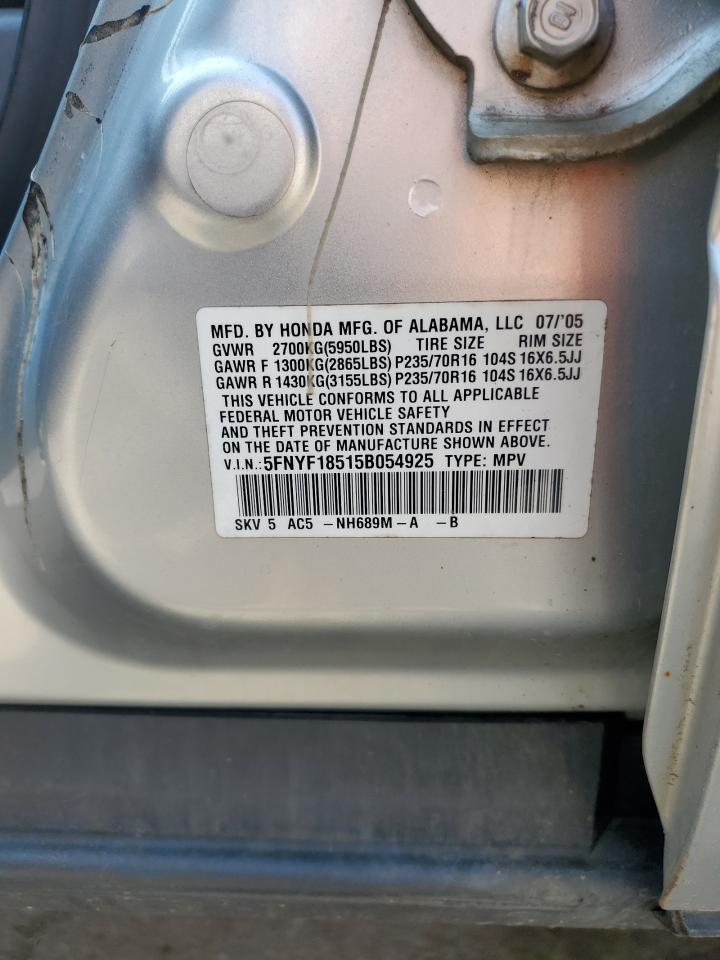 MFD. BY HONDA MFG. OF ALABAMA, LLC 07/'05
GVWR 2700KG(5950LBS) TIRE SIZE RIM SIZE
GAWR F 1300KG(2865LBS) P235/70R16 104S 16X6.5JJ
GAWR R 1430KG(3155LBS) P235/70R16 104S 16X6.5JJ
THIS VEHICLE CONFORMS TO ALL APPLICABLE
FEDERAL MOTOR VEHICLE SAFETY
AND THEFT PREVENTION STANDARDS IN EFFECT
ON THE DATE OF MANUFACTURE SHOWN ABOVE.
V.I.N.:5FNYF18515B054925 TYPE: MPV
SKV 5 AC5 -NH689M-A -B